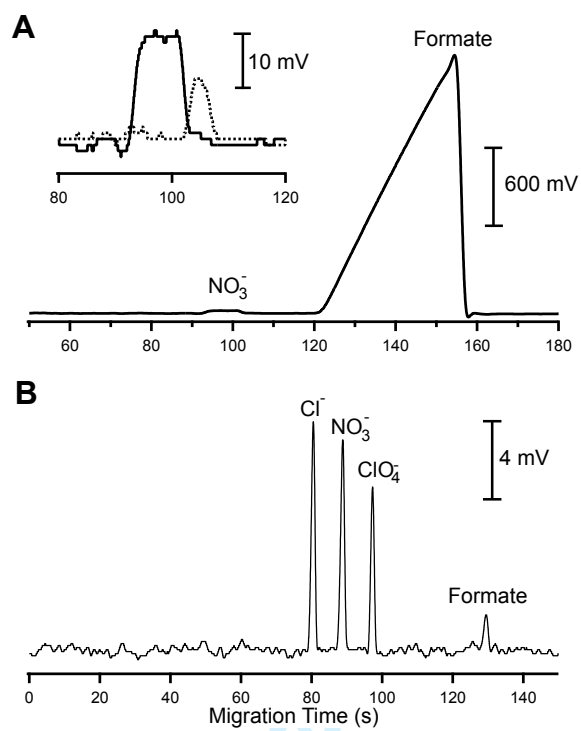 A
Formate
10 mV
80 100 120
600 mV
NO₃⁻
60 80 100 120 140 160 180
B
Cl⁻
NO₃⁻
ClO₄⁻
4 mV
Formate
0 20 40 60 80 100 120 140
Migration Time (s)